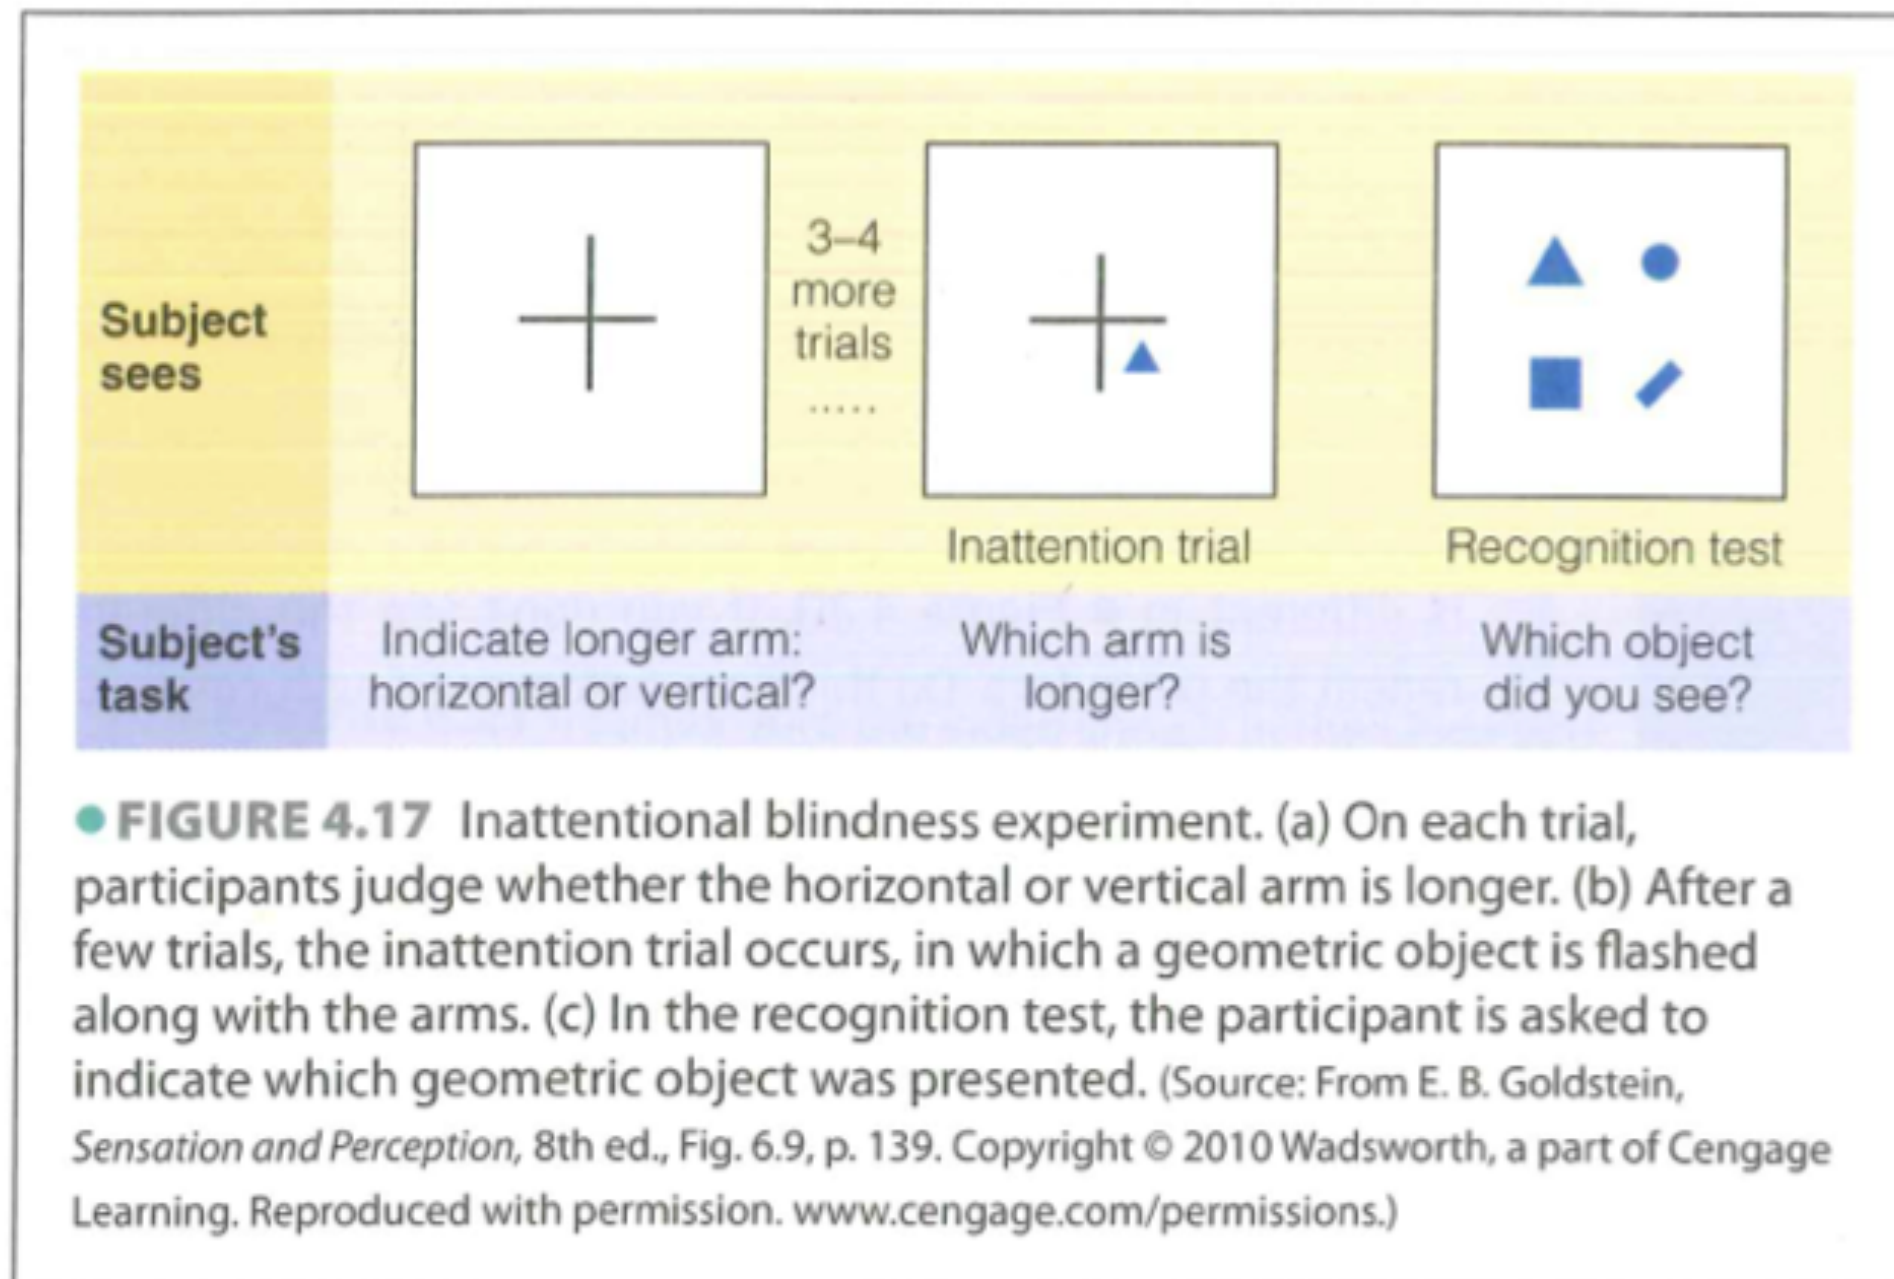 Subject
sees
3–4
more
trials
.....
Inattention trial
Recognition test
Subject's
task
Indicate longer arm:
horizontal or vertical?
Which arm is
longer?
Which object
did you see?
● FIGURE 4.17 Inattentional blindness experiment. (a) On each trial,
participants judge whether the horizontal or vertical arm is longer. (b) After a
few trials, the inattention trial occurs, in which a geometric object is flashed
along with the arms. (c) In the recognition test, the participant is asked to
indicate which geometric object was presented. (Source: From E. B. Goldstein,
Sensation and Perception, 8th ed., Fig. 6.9, p. 139. Copyright © 2010 Wadsworth, a part of Cengage
Learning. Reproduced with permission. www.cengage.com/permissions.)